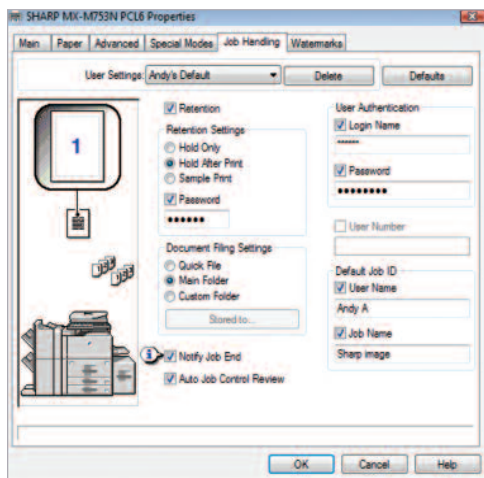 SHARP MX-M753N PCL6 Properties
Main Paper Advanced Special Modes Job Handling Watermarks
User Settings: Andy's Default Delete Defaults
1
Retention
Retention Settings
Hold Only
Hold After Print
Sample Print
Password
••••••
Document Filing Settings
Quick File
Main Folder
Custom Folder
Stored to...
Notify Job End
Auto Job Control Review
User Authentication
Login Name
******
Password
••••••••
User Number
Default Job ID
User Name
Andy A
Job Name
Sharp image
OK Cancel Help